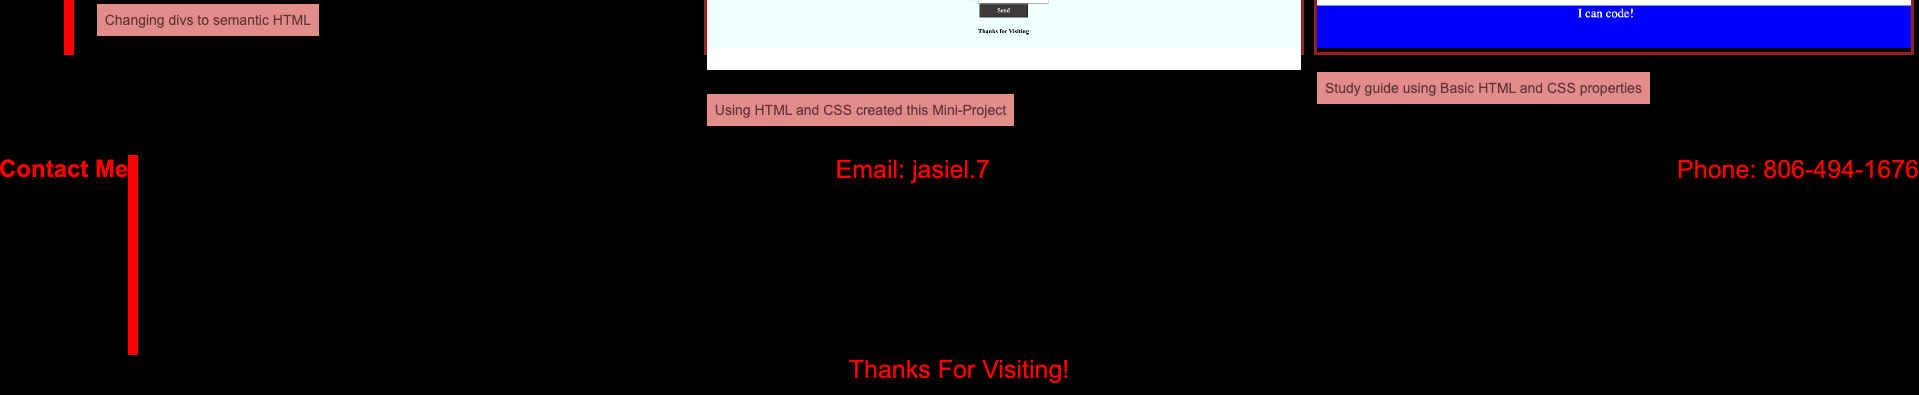 Changing divs to semantic HTML
Send
Thanks for Visiting
Using HTML and CSS created this Mini-Project
I can code!
Study guide using Basic HTML and CSS properties
Contact Me
Email: jasiel.7
Phone: 806-494-1676
Thanks For Visiting!